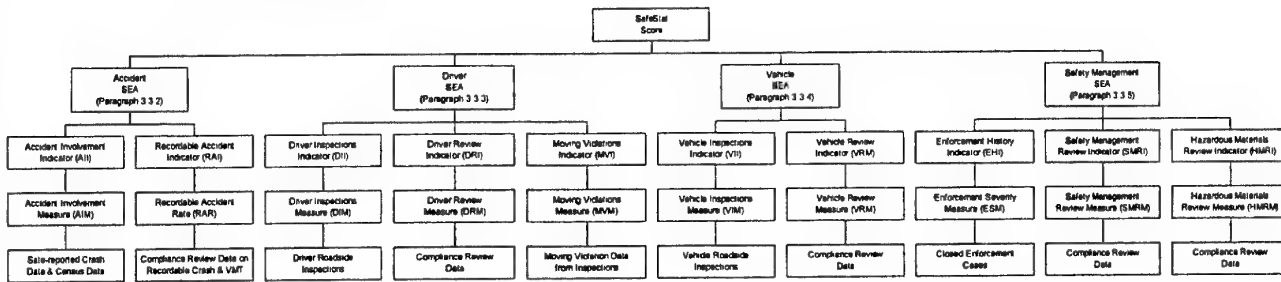 SafeStat
Score
Accident
SEA
(Paragraph 3.3.2)
Driver
SEA
(Paragraph 3.3.3)
Vehicle
SEA
(Paragraph 3.3.4)
Safety Management
SEA
(Paragraph 3.3.5)
Accident Involvement
Indicator (AII)
Recordable Accident
Indicator (RAI)
Driver Inspections
Indicator (DII)
Driver Review
Indicator (DRI)
Moving Violations
Indicator (MVI)
Vehicle Inspections
Indicator (VII)
Vehicle Review
Indicator (VRM)
Enforcement History
Indicator (EHI)
Safety Management
Review Indicator (SMRI)
Hazardous Materials
Review Indicator (HMRI)
Accident Involvement
Measure (AIM)
Recordable Accident
Rate (RAR)
Driver Inspections
Measure (DIM)
Driver Review
Measure (DRM)
Moving Violations
Measure (MVM)
Vehicle Inspections
Measure (VIM)
Vehicle Review
Measure (VRM)
Enforcement Severity
Measure (ESM)
Safety Management
Review Measure (SMRM)
Hazardous Materials
Review Measure (HMRM)
Sate-reported Crash
Data & Census Data
Compliance Review Data on
Recordable Crash & VMT
Driver Roadside
Inspections
Compliance Review
Data
Moving Violation Data
from Inspections
Vehicle Roadside
Inspections
Compliance Review
Data
Closed Enforcement
Cases
Compliance Review
Data
Compliance Review
Data